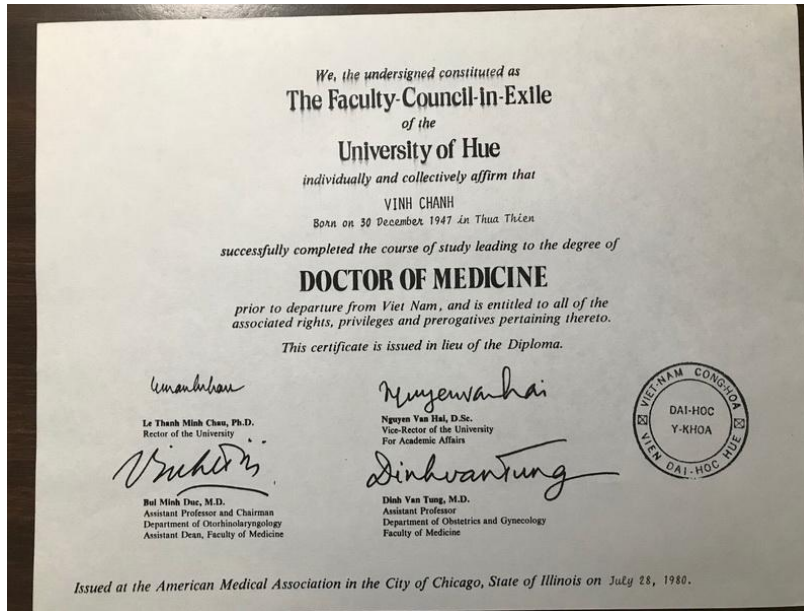 We, the undersigned constituted as
The Faculty-Council-in-Exile
of the
University of Hue
individually and collectively affirm that
VINH CHANH
Born on 30 December 1947 in Thua Thien
successfully completed the course of study leading to the degree of
DOCTOR OF MEDICINE
prior to departure from Viet Nam, and is entitled to all of the
associated rights, privileges and prerogatives pertaining thereto.
This certificate is issued in lieu of the Diploma.
Le Thanh Minh Chau, Ph.D.
Rector of the University
Nguyenvanhai
Nguyen Van Hai, D.Sc.
Vice-Rector of the University
For Academic Affairs
VIET-NAM CONG-HOA
DAI-HOC
Y-KHOA
VIEN DAI-HOC HUE
Bui Minh Duc, M.D.
Assistant Professor and Chairman
Department of Otorhinolaryngology
Assistant Dean, Faculty of Medicine
DinhvanTung
Dinh Van Tung, M.D.
Assistant Professor
Department of Obstetrics and Gynecology
Faculty of Medicine
Issued at the American Medical Association in the City of Chicago, State of Illinois on July 28, 1980.